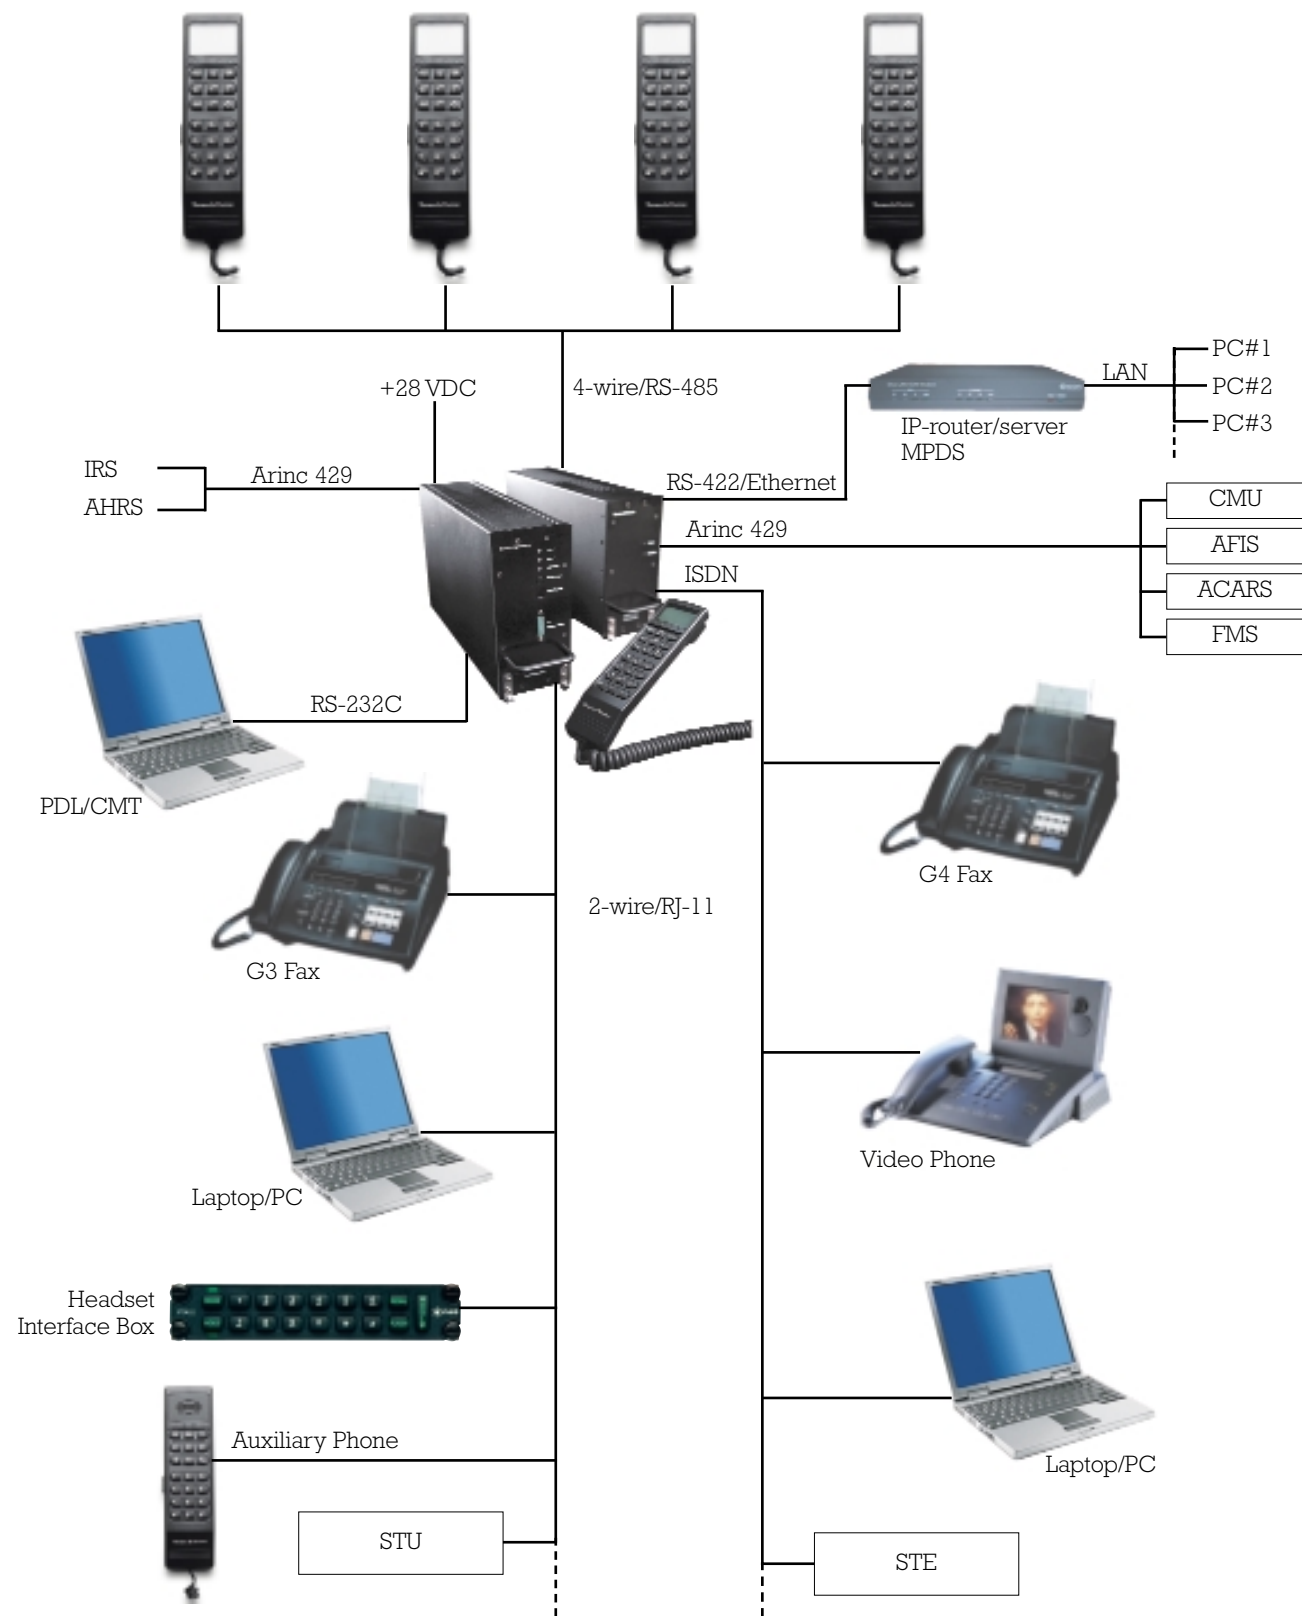 +28 VDC
4-wire/RS-485
LAN
PC#1
PC#2
PC#3
IP-router/server
MPDS
IRS
AHRS
Arinc 429
RS-422/Ethernet
Arinc 429
ISDN
CMU
AFIS
ACARS
FMS
RS-232C
PDL/CMT
G4 Fax
2-wire/RJ-11
G3 Fax
Video Phone
Laptop/PC
Headset
Interface Box
Auxiliary Phone
Laptop/PC
STU
STE